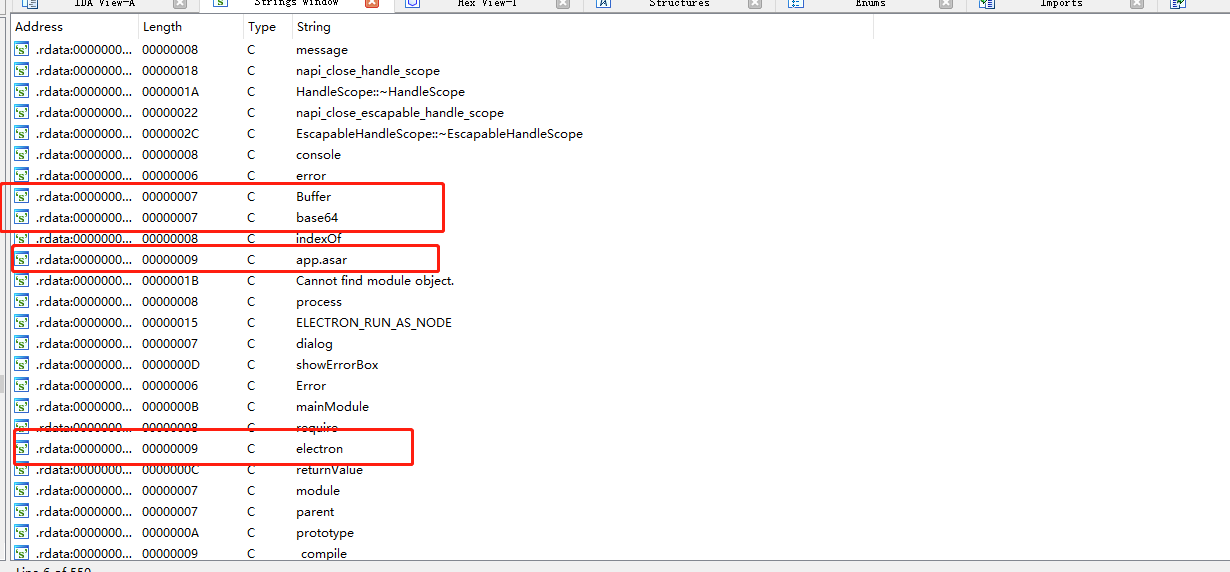 IDA View-A Strings window Hex View-1 Structures Enums Imports
Address Length Type String
.rdata:0000000... 00000008 C message
.rdata:0000000... 00000018 C napi_close_handle_scope
.rdata:0000000... 0000001A C HandleScope::~HandleScope
.rdata:0000000... 00000022 C napi_close_escapable_handle_scope
.rdata:0000000... 0000002C C EscapableHandleScope::~EscapableHandleScope
.rdata:0000000... 00000008 C console
.rdata:0000000... 00000006 C error
.rdata:0000000... 00000007 C Buffer
.rdata:0000000... 00000007 C base64
.rdata:0000000... 00000008 C indexOf
.rdata:0000000... 00000009 C app.asar
.rdata:0000000... 0000001B C Cannot find module object.
.rdata:0000000... 00000008 C process
.rdata:0000000... 00000015 C ELECTRON_RUN_AS_NODE
.rdata:0000000... 00000007 C dialog
.rdata:0000000... 0000000D C showErrorBox
.rdata:0000000... 00000006 C Error
.rdata:0000000... 0000000B C mainModule
.rdata:0000000... 00000008 C require
.rdata:0000000... 00000009 C electron
.rdata:0000000... 0000000C C returnValue
.rdata:0000000... 00000007 C module
.rdata:0000000... 00000007 C parent
.rdata:0000000... 0000000A C prototype
.rdata:0000000... 00000009 C _compile
Line 6 of 550